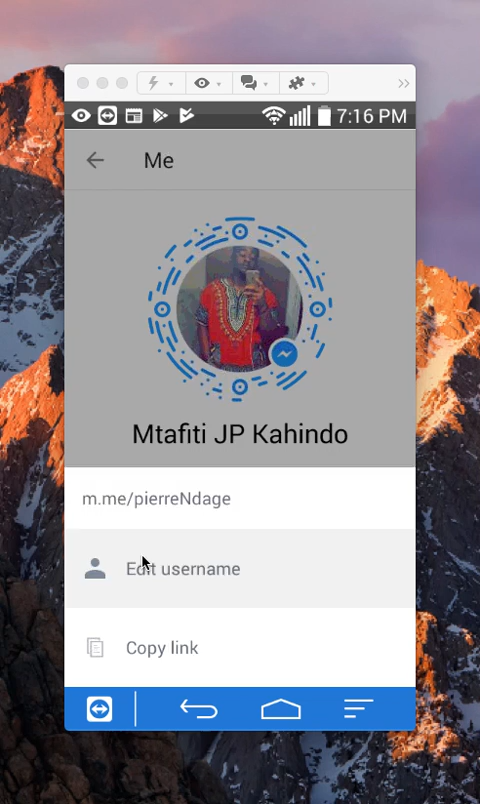 7:16 PM
Me
Mtafiti JP Kahindo
m.me/pierreNdage
Edit username
Copy link